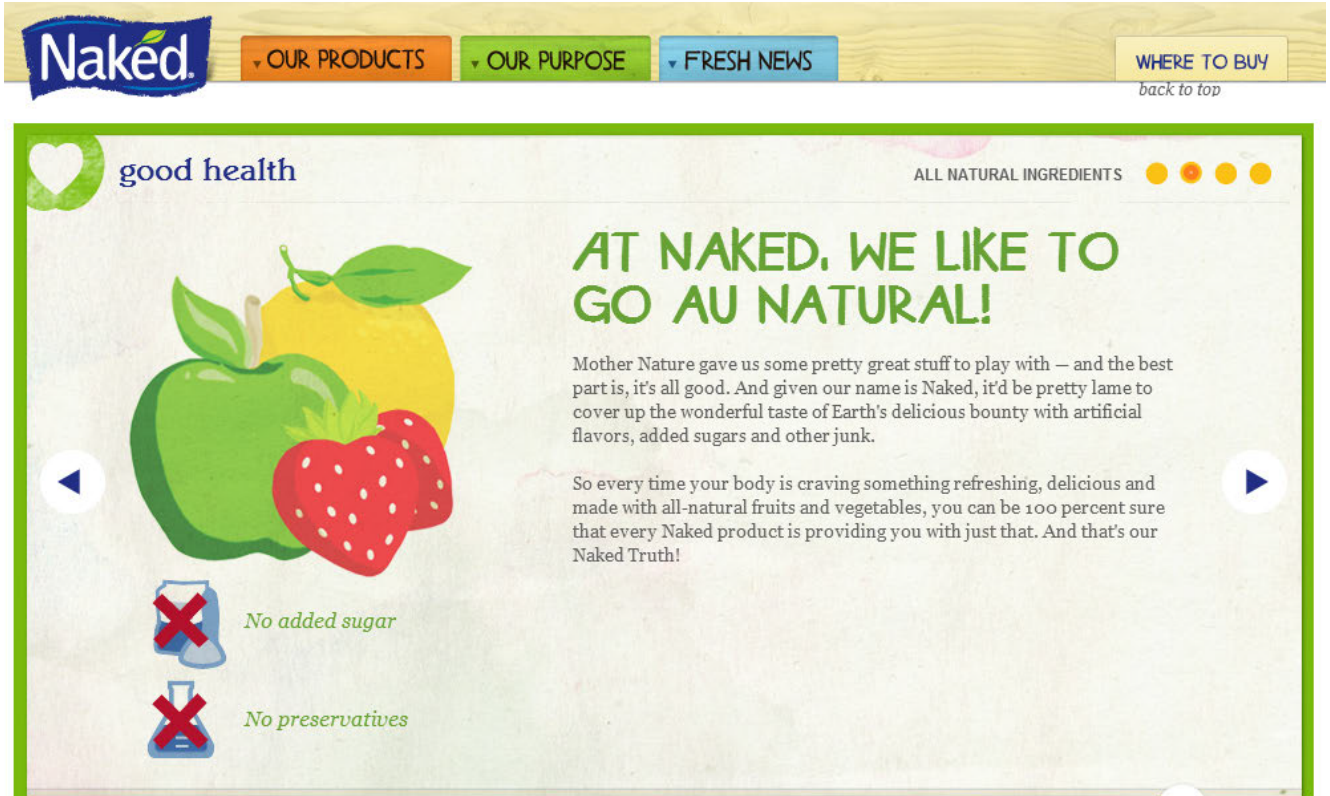 Naked
OUR PRODUCTS
OUR PURPOSE
FRESH NEWS
WHERE TO BUY
back to top
good health
ALL NATURAL INGREDIENTS
AT NAKED, WE LIKE TO
GO AU NATURAL!
Mother Nature gave us some pretty great stuff to play with — and the best
part is, it's all good. And given our name is Naked, it'd be pretty lame to
cover up the wonderful taste of Earth's delicious bounty with artificial
flavors, added sugars and other junk.
So every time your body is craving something refreshing, delicious and
made with all-natural fruits and vegetables, you can be 100 percent sure
that every Naked product is providing you with just that. And that's our
Naked Truth!
No added sugar
No preservatives